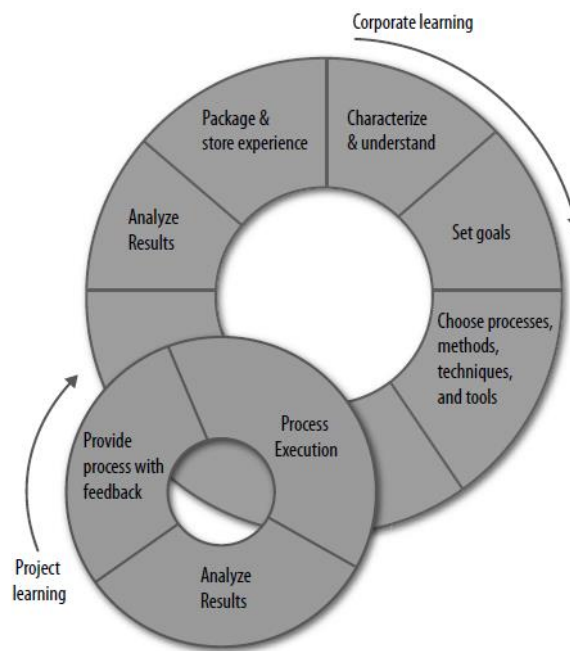 Corporate learning
Package &
store experience
Characterize
& understand
Analyze
Results
Set goals
Choose processes,
methods,
techniques,
and tools
Process
Execution
Provide
process with
feedback
Analyze
Results
Project
learning